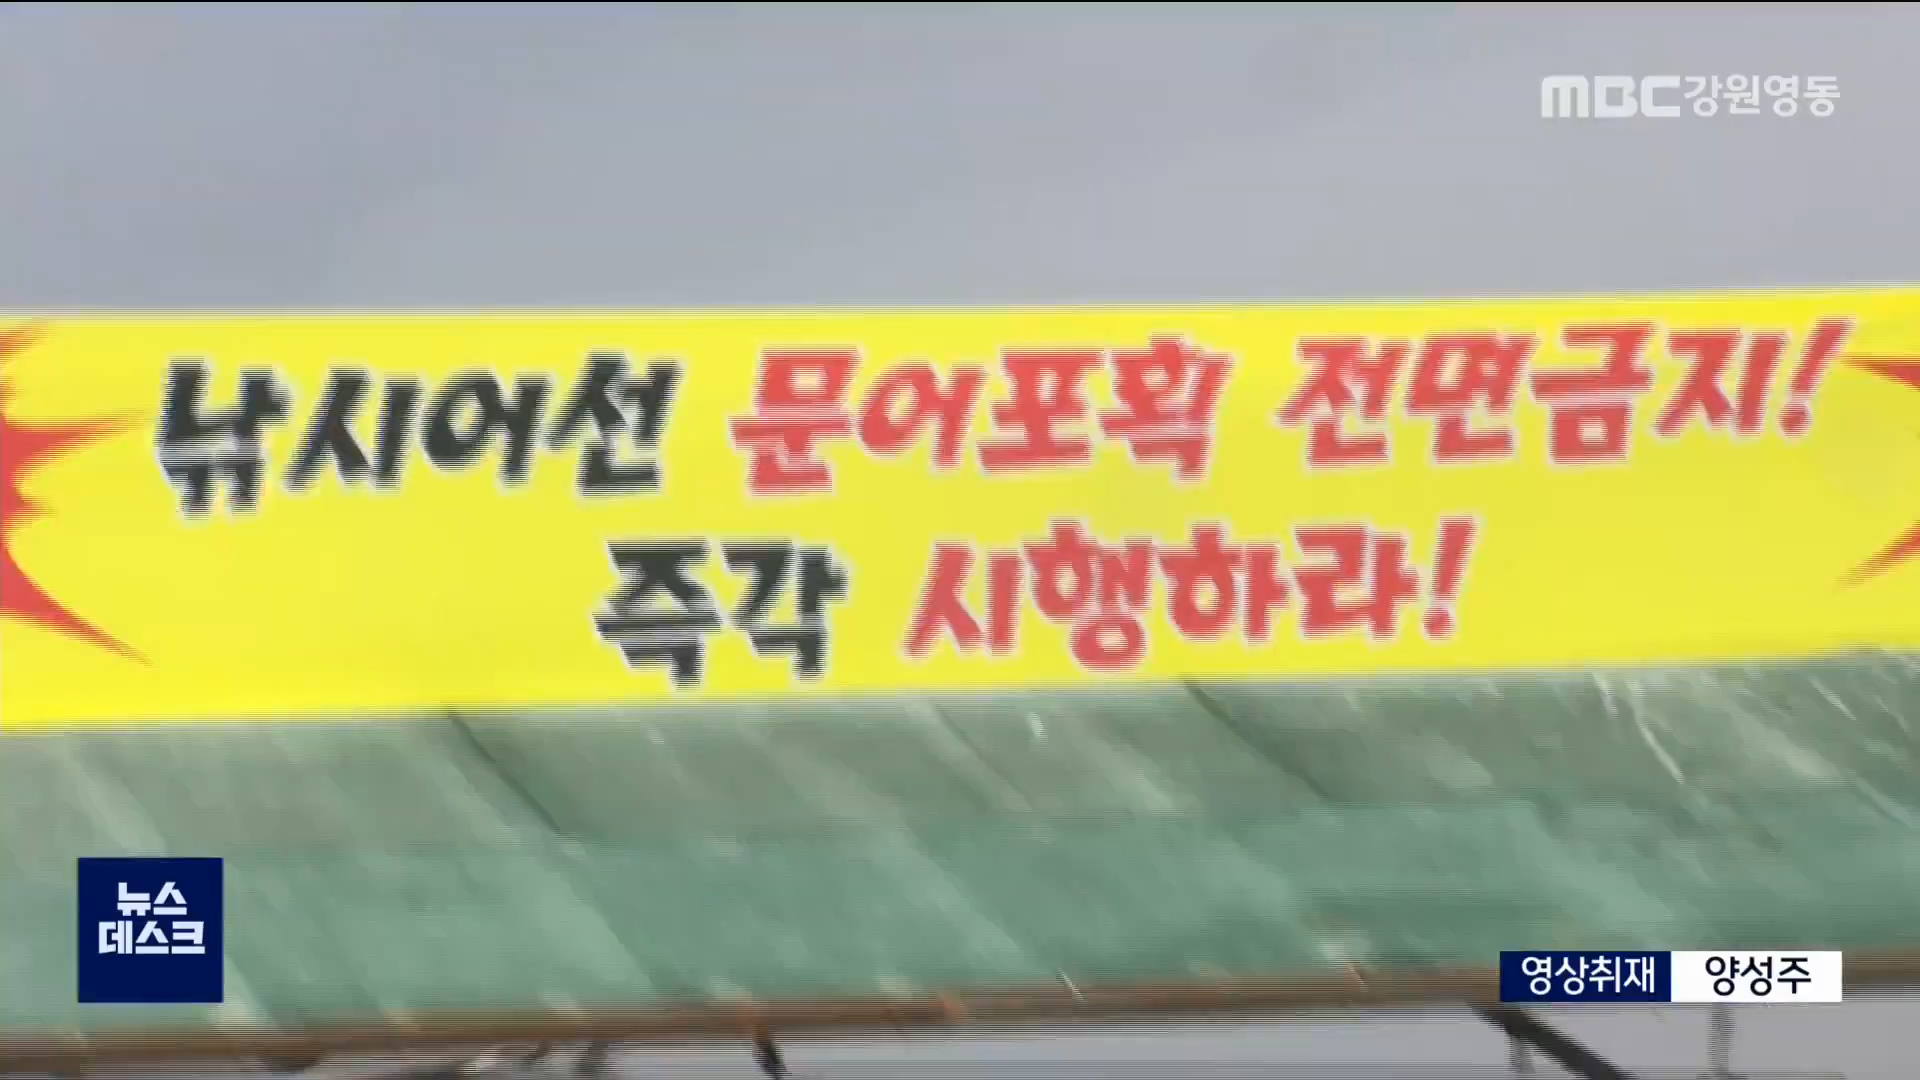 MBC강원영동
낚시어선 문어포획 전면금지!
즉각 시행하라!
뉴스
데스크
영상취재 양성주